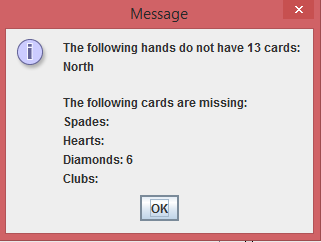 Message
×
i
The following hands do not have 13 cards:
North
The following cards are missing:
Spades:
Hearts:
Diamonds: 6
Clubs:
OK